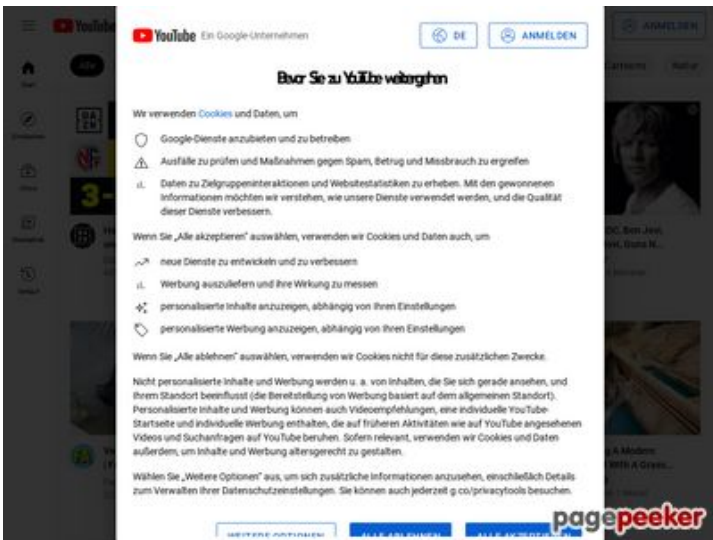 YouTube Ein Google-Unternehmen
DE
ANMELDEN
ANMELDEN
Bevor Sie zu YouTube weitergehen
Alle
Natur
Wir verwenden Cookies und Daten, um
Google-Dienste anzubieten und zu betreiben
Ausfälle zu prüfen und Maßnahmen gegen Spam, Betrug und Missbrauch zu ergreifen
Daten zu Zielgruppeninteraktionen und Websitestatistiken zu erheben. Mit den gewonnenen
Informationen möchten wir verstehen, wie unsere Dienste verwendet werden, und die Qualität
dieser Dienste verbessern.
Wenn Sie „Alle akzeptieren“ auswählen, verwenden wir Cookies und Daten auch, um
neue Dienste zu entwickeln und zu verbessern
Werbung auszuliefern und ihre Wirkung zu messen
personalisierte Inhalte anzuzeigen, abhängig von Ihren Einstellungen
personalisierte Werbung anzuzeigen, abhängig von Ihren Einstellungen
Wenn Sie „Alle ablehnen“ auswählen, verwenden wir Cookies nicht für diese zusätzlichen Zwecke.
Nicht personalisierte Inhalte und Werbung werden u. a. von Inhalten, die Sie sich gerade ansehen, und
Ihrem Standort beeinflusst (die Bereitstellung von Werbung basiert auf dem allgemeinen Standort).
Personalisierte Inhalte und Werbung können auch Videoempfehlungen, eine individuelle YouTube-
Startseite und individuelle Werbung enthalten, die auf früheren Aktivitäten wie auf YouTube angesehenen
Videos und Suchanfragen auf YouTube beruhen. Sofern relevant, verwenden wir Cookies und Daten
außerdem, um Inhalte und Werbung altersgerecht zu gestalten.
Wählen Sie „Weitere Optionen“ aus, um sich zusätzliche Informationen anzusehen, einschließlich Details
zum Verwalten Ihrer Datenschutzeinstellungen. Sie können auch jederzeit g.co/privacytools besuchen.
WEITERE OPTIONEN
ALLE ABLEHNEN
ALLE AKZEPTIEREN
pagepeeker